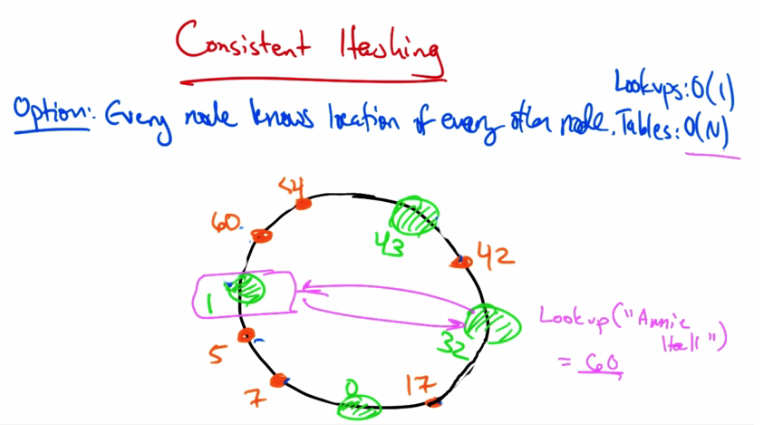 Consistent Hashing
Lookups: O(1)
Option: Every node knows location of every other node. Tables: O(N)
54
60
43
42
1
32
Lookup("Annie
Hall")
= 60
5
7
0
17